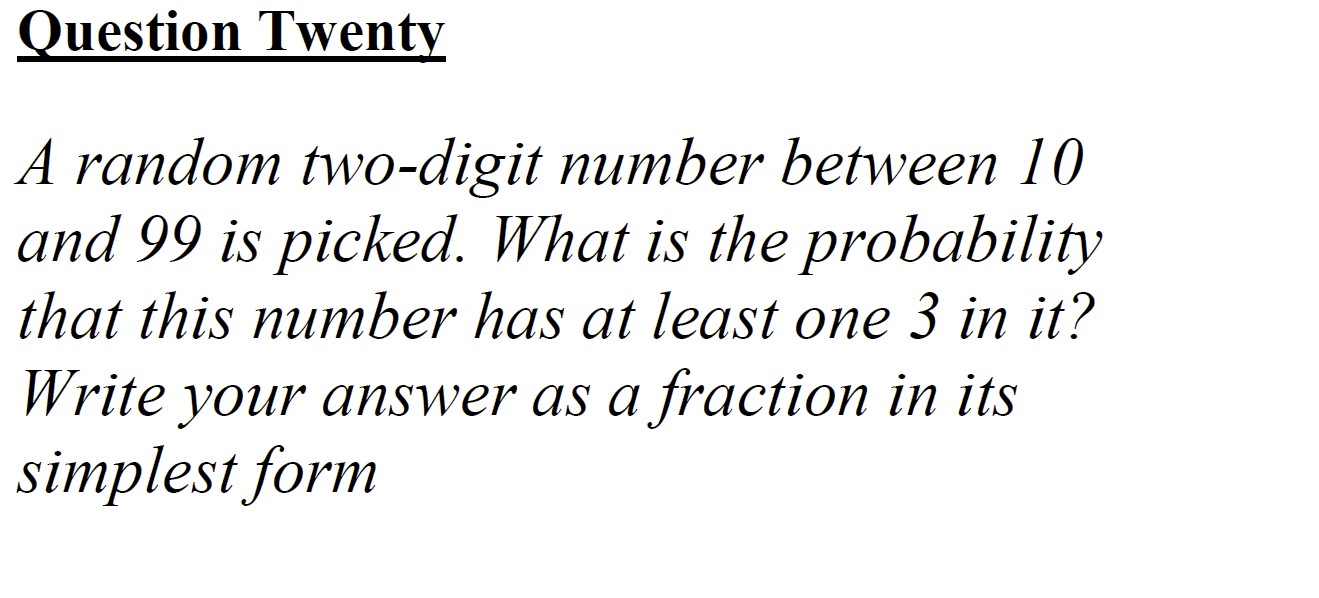 Question Twenty
A random two-digit number between 10
and 99 is picked. What is the probability
that this number has at least one 3 in it?
Write your answer as a fraction in its
simplest form